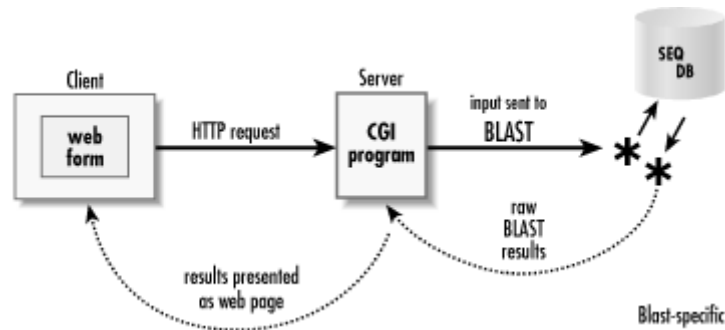 Client
web
form
HTTP request
Server
CGI
program
input sent to
BLAST
SEQ
DB
**
raw
BLAST
results
results presented
as web page
Blast-specific